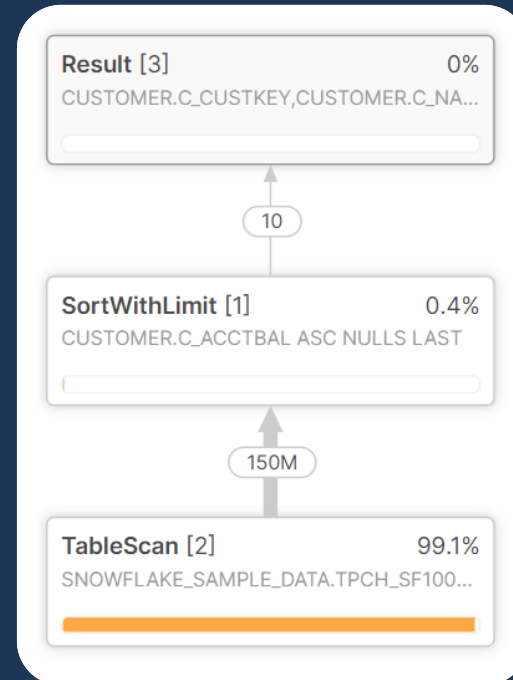 Result [3] 0%
CUSTOMER.C_CUSTKEY,CUSTOMER.C_NA...
10
SortWithLimit [1] 0.4%
CUSTOMER.C_ACCTBAL ASC NULLS LAST
150M
TableScan [2] 99.1%
SNOWFLAKE_SAMPLE_DATA.TPCH_SF100...